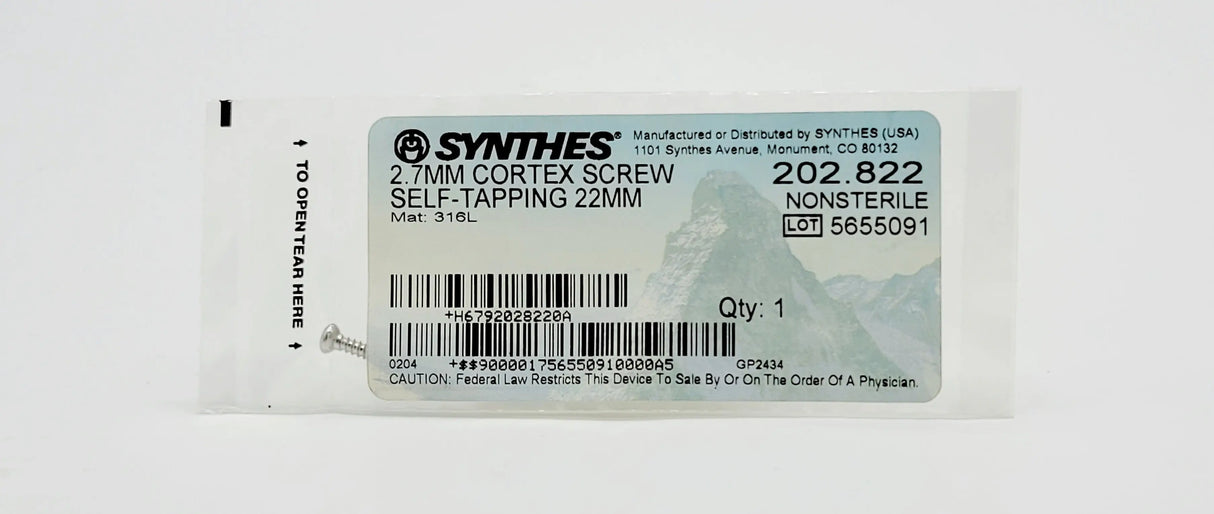 ↑ TO OPEN TEAR HERE ↑
SYNTHES®
Manufactured or Distributed by SYNTHES (USA)
1101 Synthes Avenue, Monument, CO 80132
2.7MM CORTEX SCREW
SELF-TAPPING 22MM
Mat: 316L
202.822
NONSTERILE
LOT 5655091
Qty: 1
+H6792028220A
0204 +$$900001756550910000A5 GP2434
CAUTION: Federal Law Restricts This Device To Sale By Or On The Order Of A Physician.